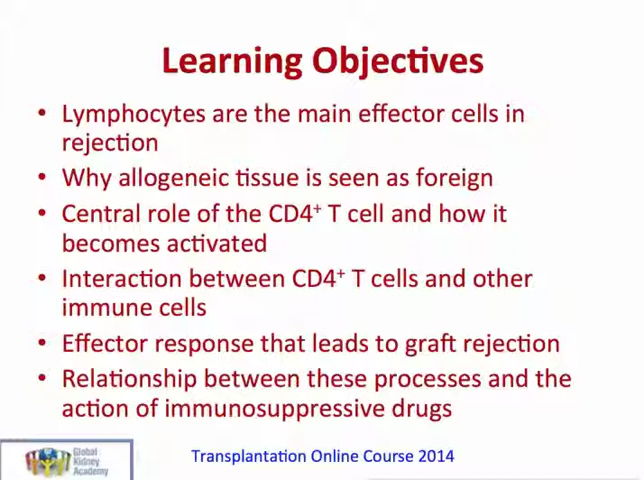 Learning Objectives
• Lymphocytes are the main effector cells in
rejection
• Why allogeneic tissue is seen as foreign
• Central role of the CD4⁺ T cell and how it
becomes activated
• Interaction between CD4⁺ T cells and other
immune cells
• Effector response that leads to graft rejection
• Relationship between these processes and the
action of immunosuppressive drugs
Global
Kidney
Academy
Transplantation Online Course 2014